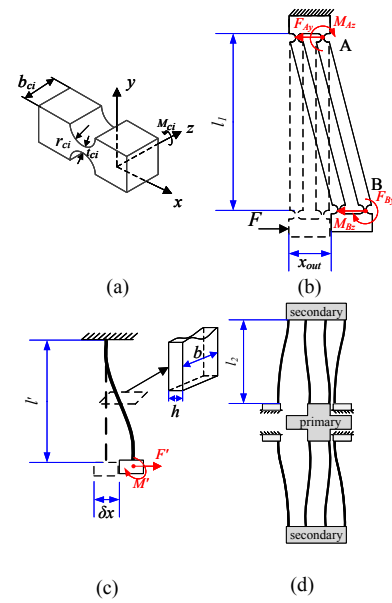 b_ci
y
z
M_ci
r_ci
t_ci
x
(a)
F_Ay
M_Az
A
l_1
B
F_By
M_Bz
F
x_out
(b)
l'
b
h
F'
M'
δx
(c)
secondary
l_2
primary
secondary
(d)